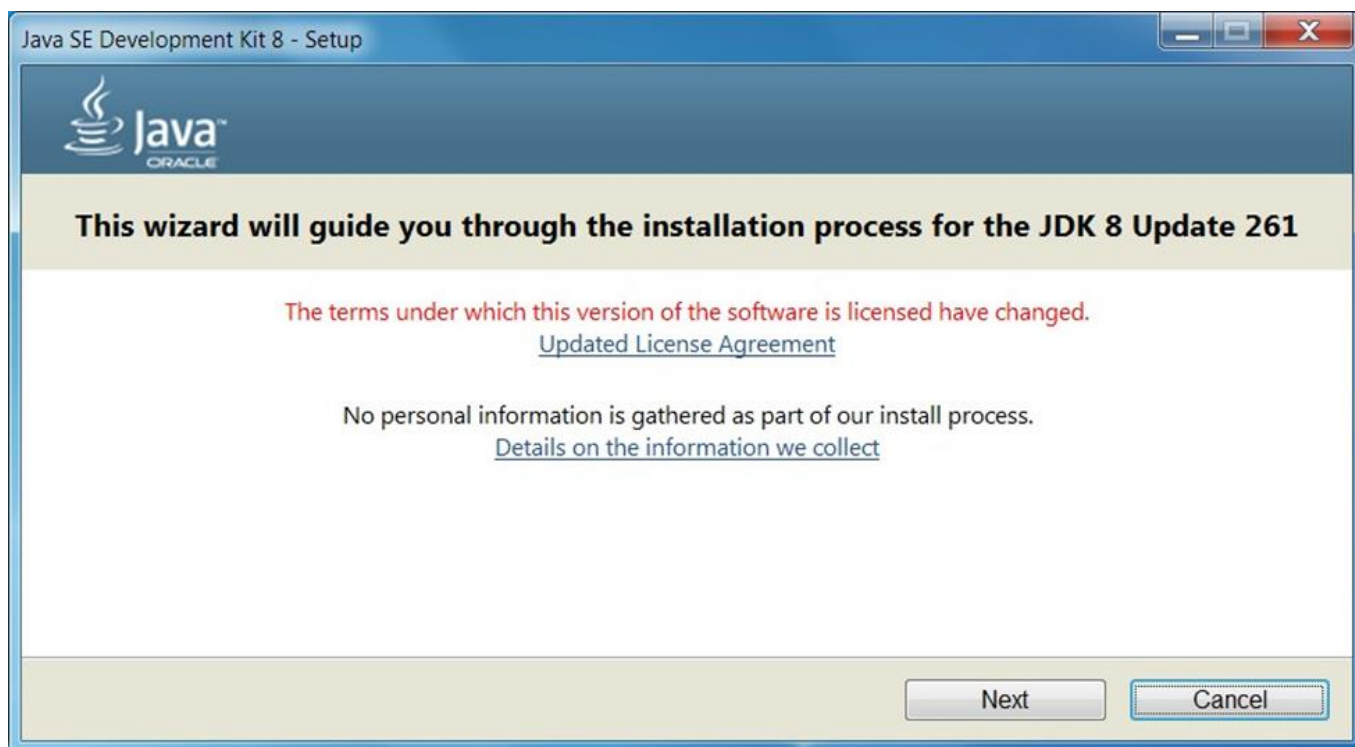 Java SE Development Kit 8 - Setup
Java™
ORACLE
This wizard will guide you through the installation process for the JDK 8 Update 261
The terms under which this version of the software is licensed have changed.
Updated License Agreement
No personal information is gathered as part of our install process.
Details on the information we collect
Next Cancel